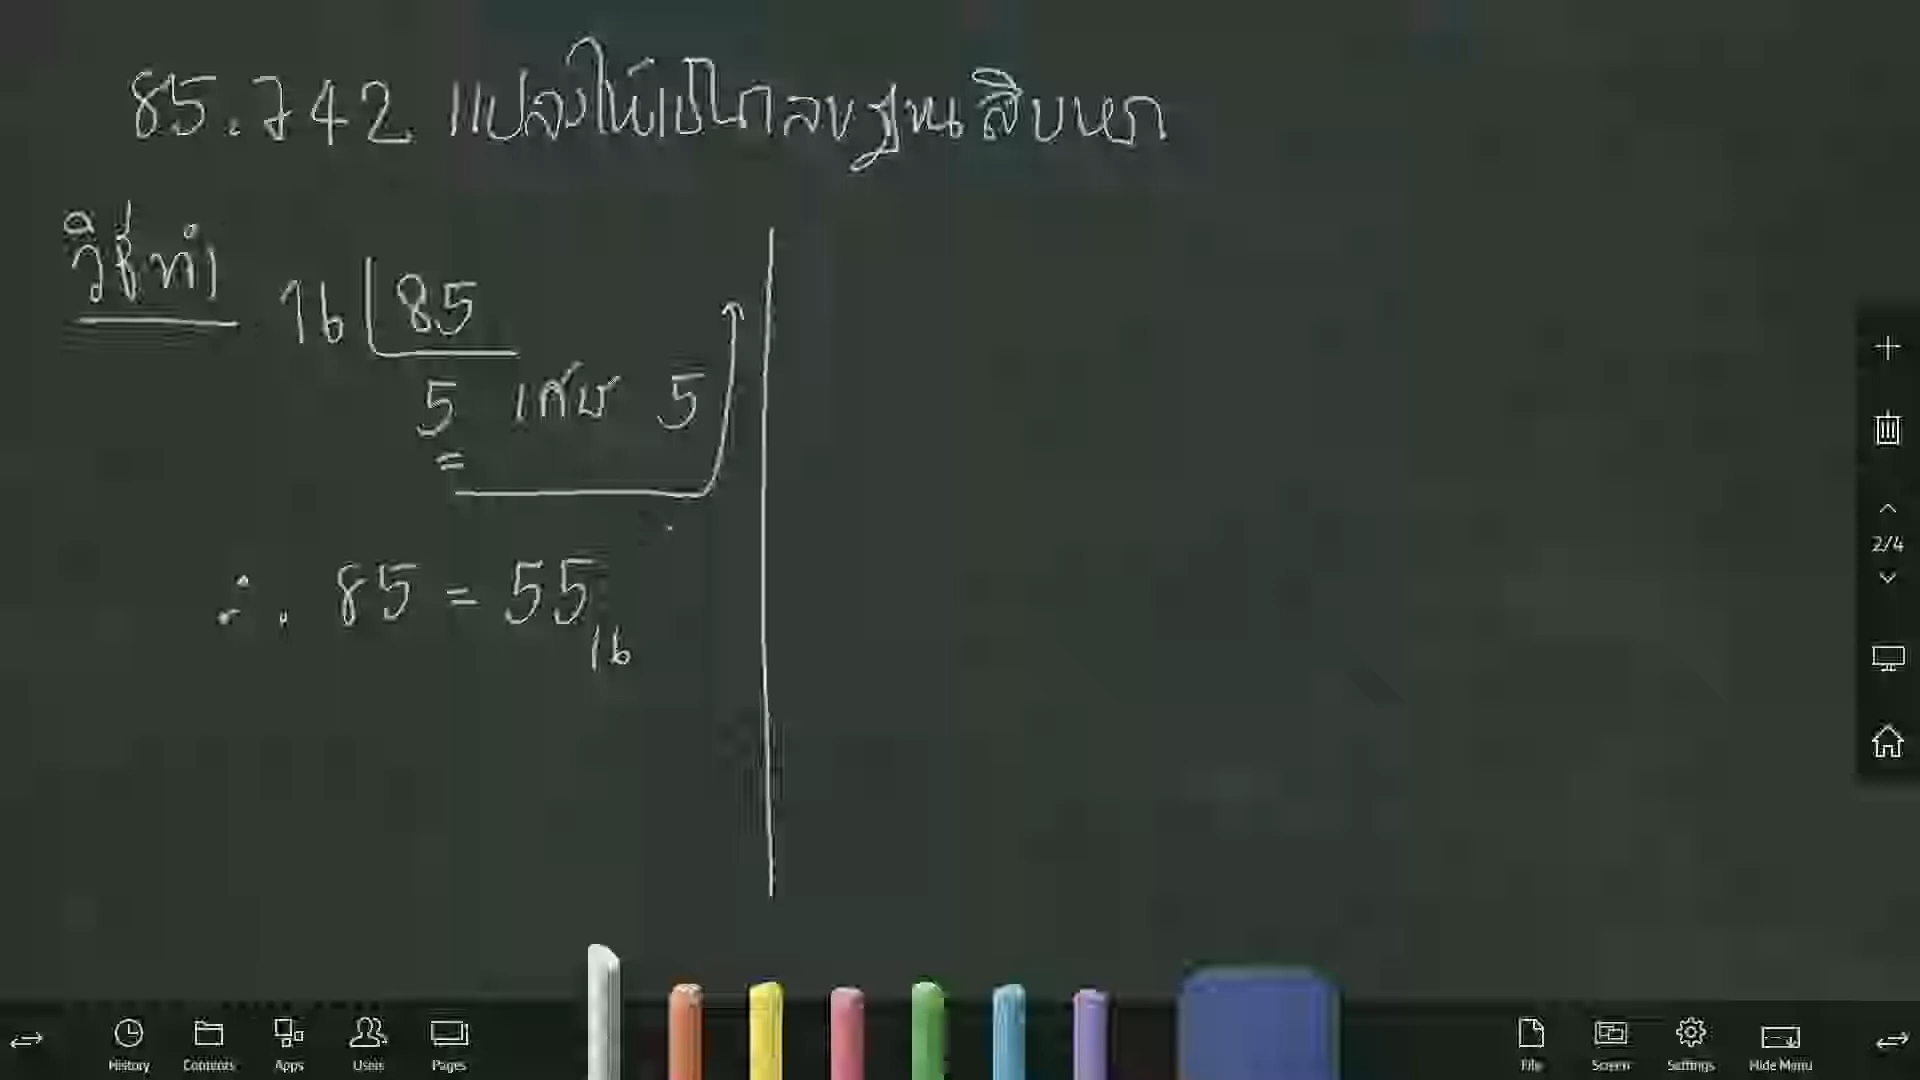 85.742 แปลงให้เป็นเลขฐานสิบหก
วิธีทำ
16 85
5 เศษ 5
=
∴ 85 = 55₁₆
2/4
History Contents Apps Users Pages File Screen Settings Hide Menu